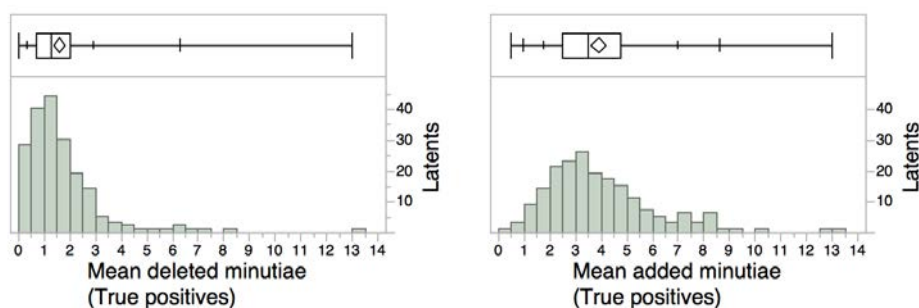 40
30
20
10
Latents
0 1 2 3 4 5 6 7 8 9 10 11 12 13 14
Mean deleted minutiae
(True positives)
40
30
20
10
Latents
0 1 2 3 4 5 6 7 8 9 10 11 12 13 14
Mean added minutiae
(True positives)